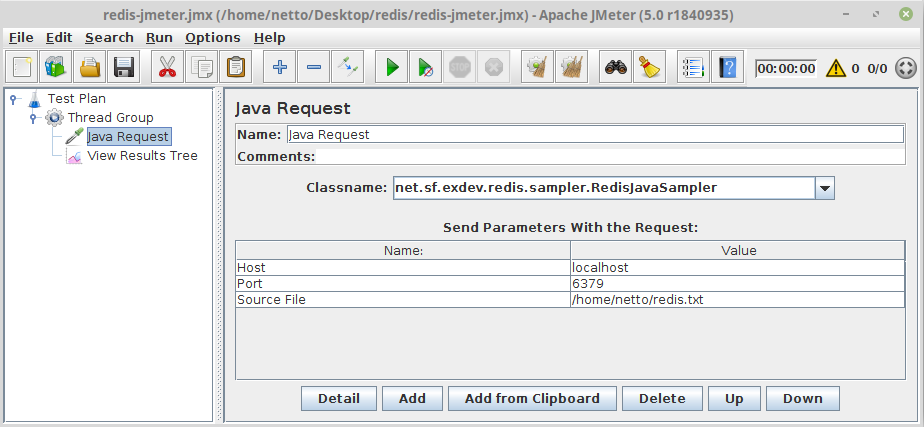 redis-jmeter.jmx (/home/netto/Desktop/redis/redis-jmeter.jmx) - Apache JMeter (5.0 r1840935)
File Edit Search Run Options Help
00:00:00 0 0/0
Test Plan
Thread Group
Java Request
View Results Tree
Java Request
Name: Java Request
Comments:
Classname: net.sf.exdev.redis.sampler.RedisJavaSampler
Send Parameters With the Request:
Name: Value
Host localhost
Port 6379
Source File /home/netto/redis.txt
Detail Add Add from Clipboard Delete Up Down